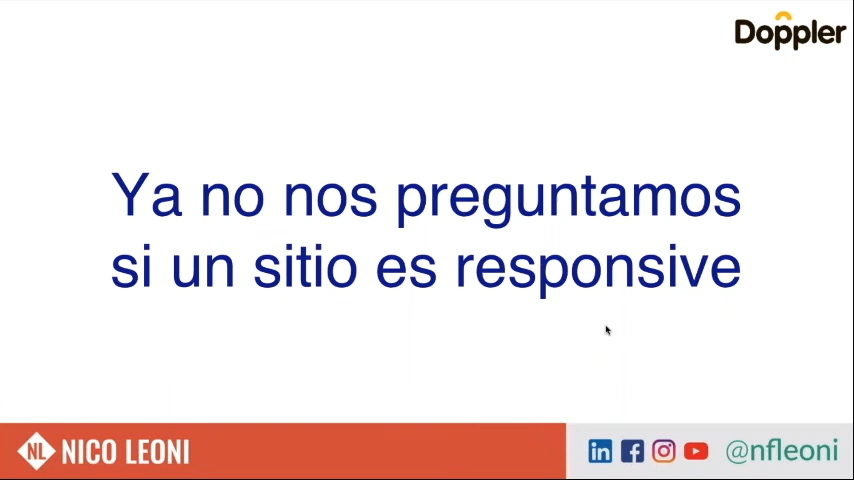 Doppler
Ya no nos preguntamos
si un sitio es responsive
NL NICO LEONI
@nfleoni